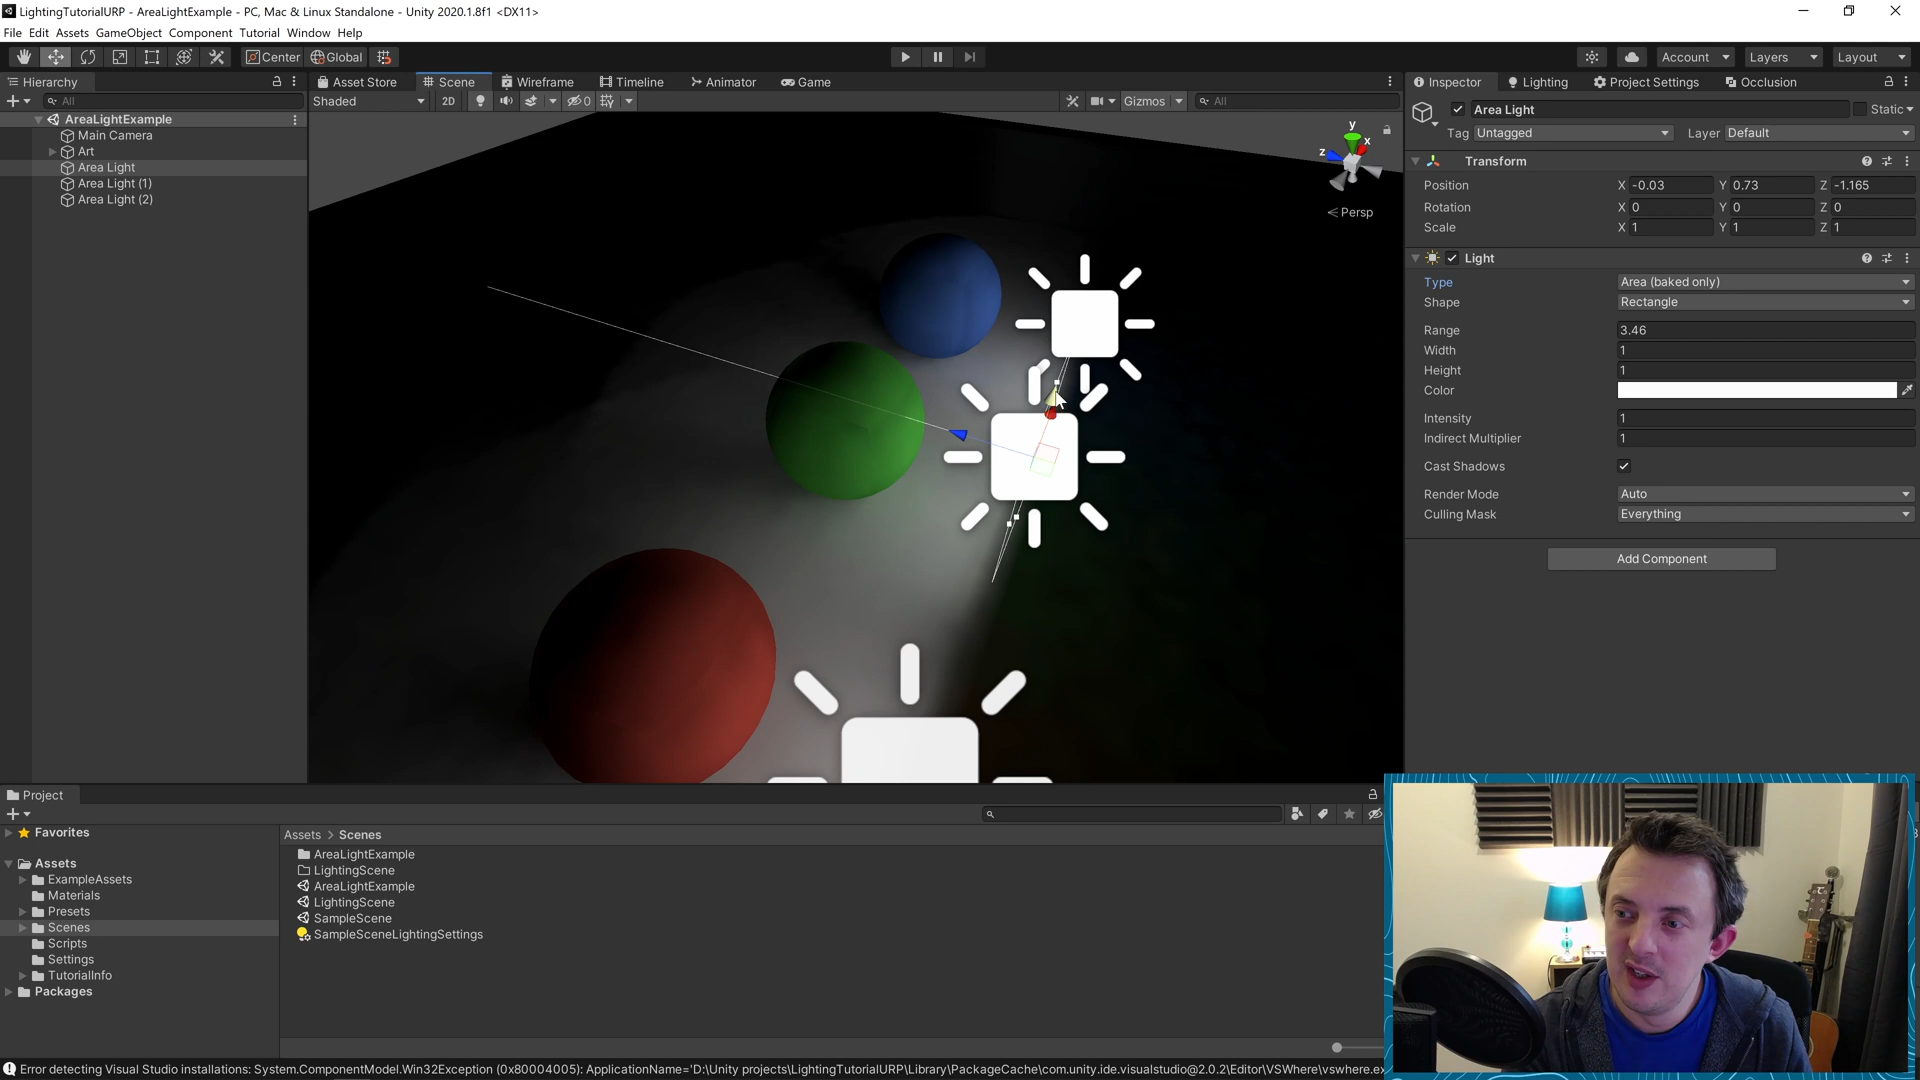 LightingTutorialURP - AreaLightExample - PC, Mac & Linux Standalone - Unity 2020.1.8f1 <DX11>
File Edit Assets GameObject Component Tutorial Window Help
Center Global Account Layers Layout
Hierarchy Asset Store Scene Wireframe Timeline Animator Game Inspector Lighting Project Settings Occlusion
All Shaded 2D 0 Gizmos All
AreaLightExample
Main Camera
Art
Area Light
Area Light (1)
Area Light (2)
y
x
z
Persp
Area Light Static
Tag Untagged Layer Default
Transform
Position X -0.03 Y 0.73 Z -1.165
Rotation X 0 Y 0 Z 0
Scale X 1 Y 1 Z 1
Light
Type Area (baked only)
Shape Rectangle
Range 3.46
Width 1
Height 1
Color
Intensity 1
Indirect Multiplier 1
Cast Shadows
Render Mode Auto
Culling Mask Everything
Add Component
Project
Favorites
Assets
ExampleAssets
Materials
Presets
Scenes
Scripts
Settings
TutorialInfo
Packages
Assets > Scenes
AreaLightExample
LightingScene
AreaLightExample
LightingScene
SampleScene
SampleSceneLightingSettings
Error detecting Visual Studio installations: System.ComponentModel.Win32Exception (0x80004005): ApplicationName='D:\Unity projects\LightingTutorialURP\Library\PackageCache\com.unity.ide.visualstudio@2.0.2\Editor\VSWhere\vswhere.ex